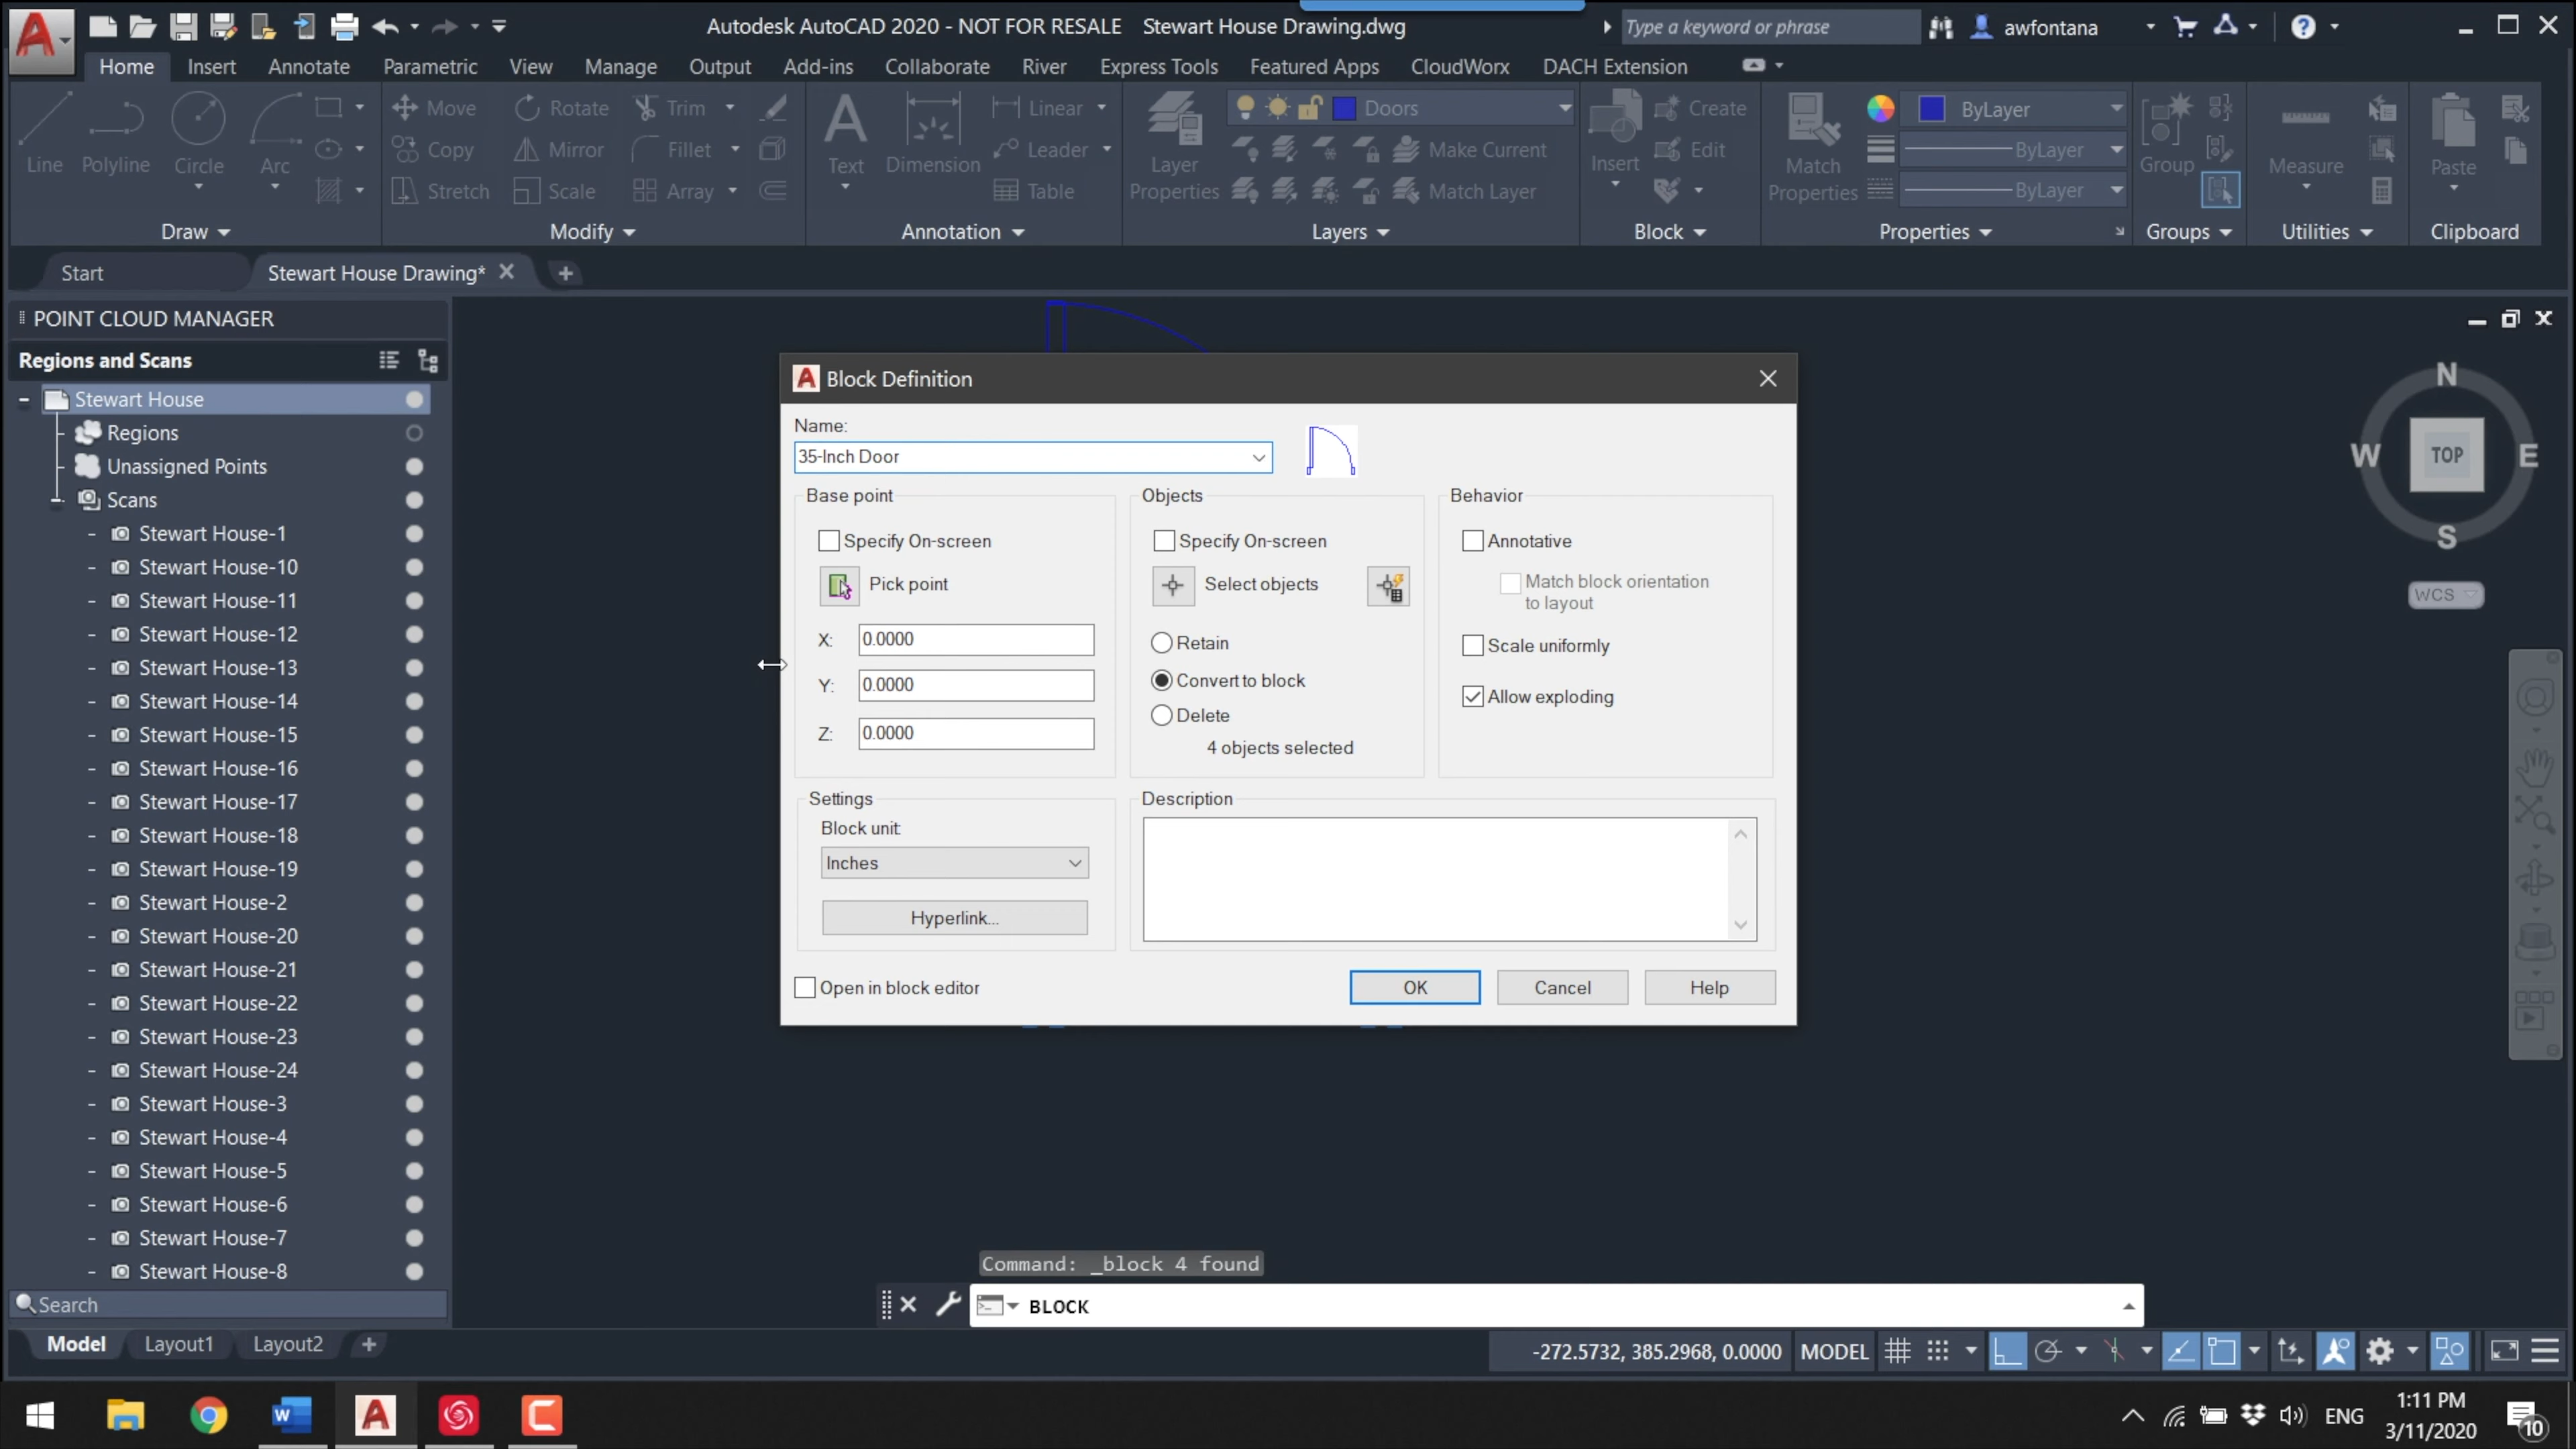 Autodesk AutoCAD 2020 - NOT FOR RESALE Stewart House Drawing.dwg
Type a keyword or phrase
awfontana
Home Insert Annotate Parametric View Manage Output Add-ins Collaborate River Express Tools Featured Apps CloudWorx DACH Extension
Line Polyline Circle Arc
Move Rotate Trim
Copy Mirror Fillet
Stretch Scale Array
Text Dimension
Linear
Leader
Table
Layer
Properties
Doors
Make Current
Match Layer
Insert
Create
Edit
Match
Properties
ByLayer
ByLayer
ByLayer
Group
Measure
Paste
Draw Modify Annotation Layers Block Properties Groups Utilities Clipboard
Start Stewart House Drawing*
POINT CLOUD MANAGER
Regions and Scans
Stewart House
Regions
Unassigned Points
Scans
Stewart House-1
Stewart House-10
Stewart House-11
Stewart House-12
Stewart House-13
Stewart House-14
Stewart House-15
Stewart House-16
Stewart House-17
Stewart House-18
Stewart House-19
Stewart House-2
Stewart House-20
Stewart House-21
Stewart House-22
Stewart House-23
Stewart House-24
Stewart House-3
Stewart House-4
Stewart House-5
Stewart House-6
Stewart House-7
Stewart House-8
Search
Block Definition
Name:
35-Inch Door
Base point
Specify On-screen
Pick point
X: 0.0000
Y: 0.0000
Z: 0.0000
Objects
Specify On-screen
Select objects
Retain
Convert to block
Delete
4 objects selected
Behavior
Annotative
Match block orientation
to layout
Scale uniformly
Allow exploding
Settings
Block unit:
Inches
Hyperlink...
Description
Open in block editor
OK Cancel Help
N
W TOP E
S
WCS
Command: _block 4 found
BLOCK
Model Layout1 Layout2
-272.5732, 385.2968, 0.0000 MODEL
ENG
1:11 PM
3/11/2020
10